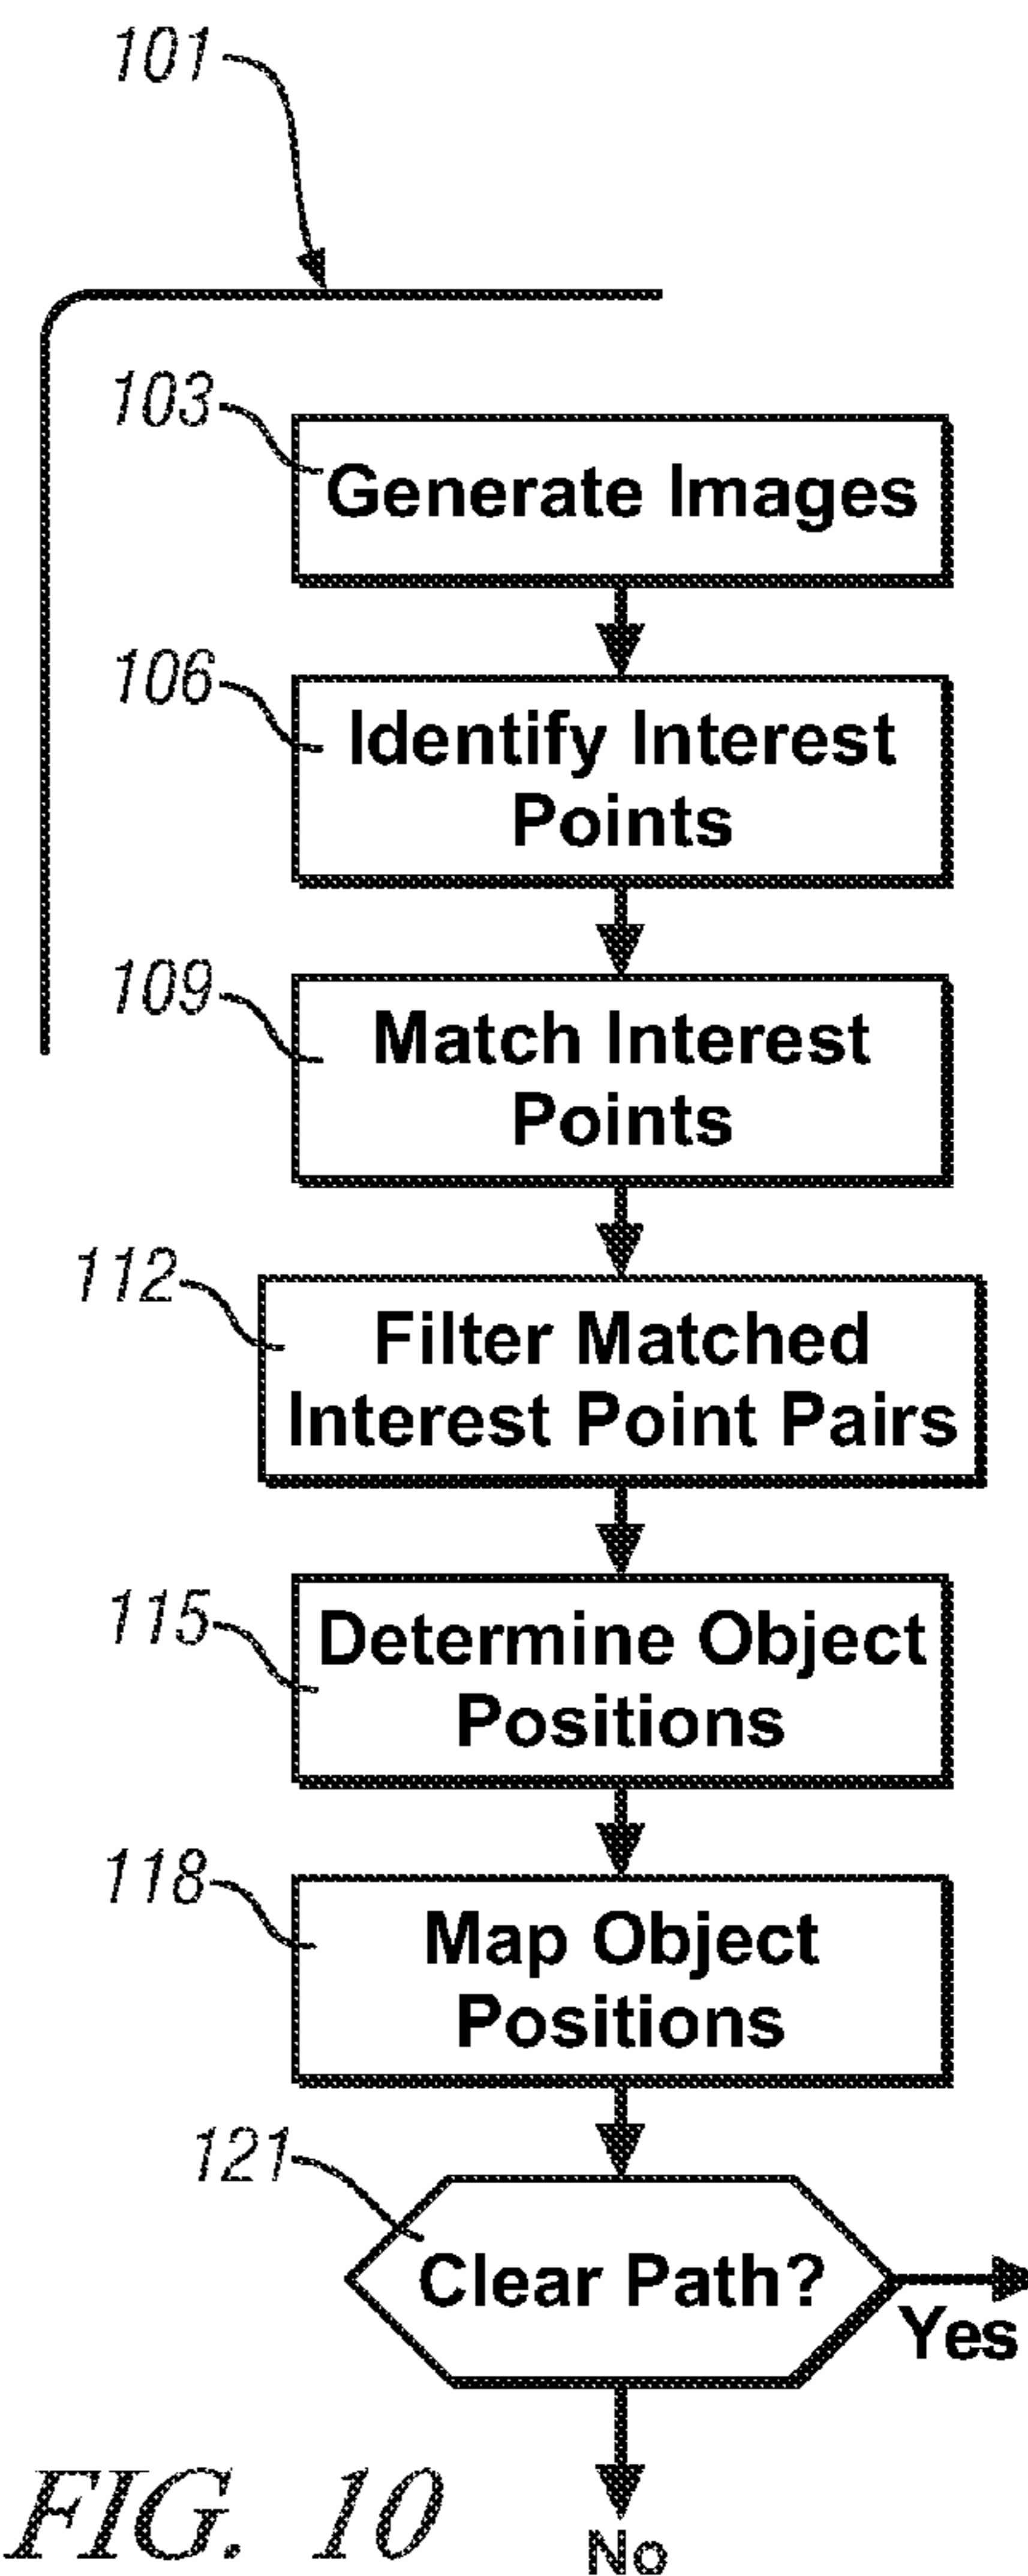 101
103
Generate Images
106
Identify Interest
Points
109
Match Interest
Points
112
Filter Matched
Interest Point Pairs
115
Determine Object
Positions
118
Map Object
Positions
121
Clear Path?
Yes
No
FIG. 10